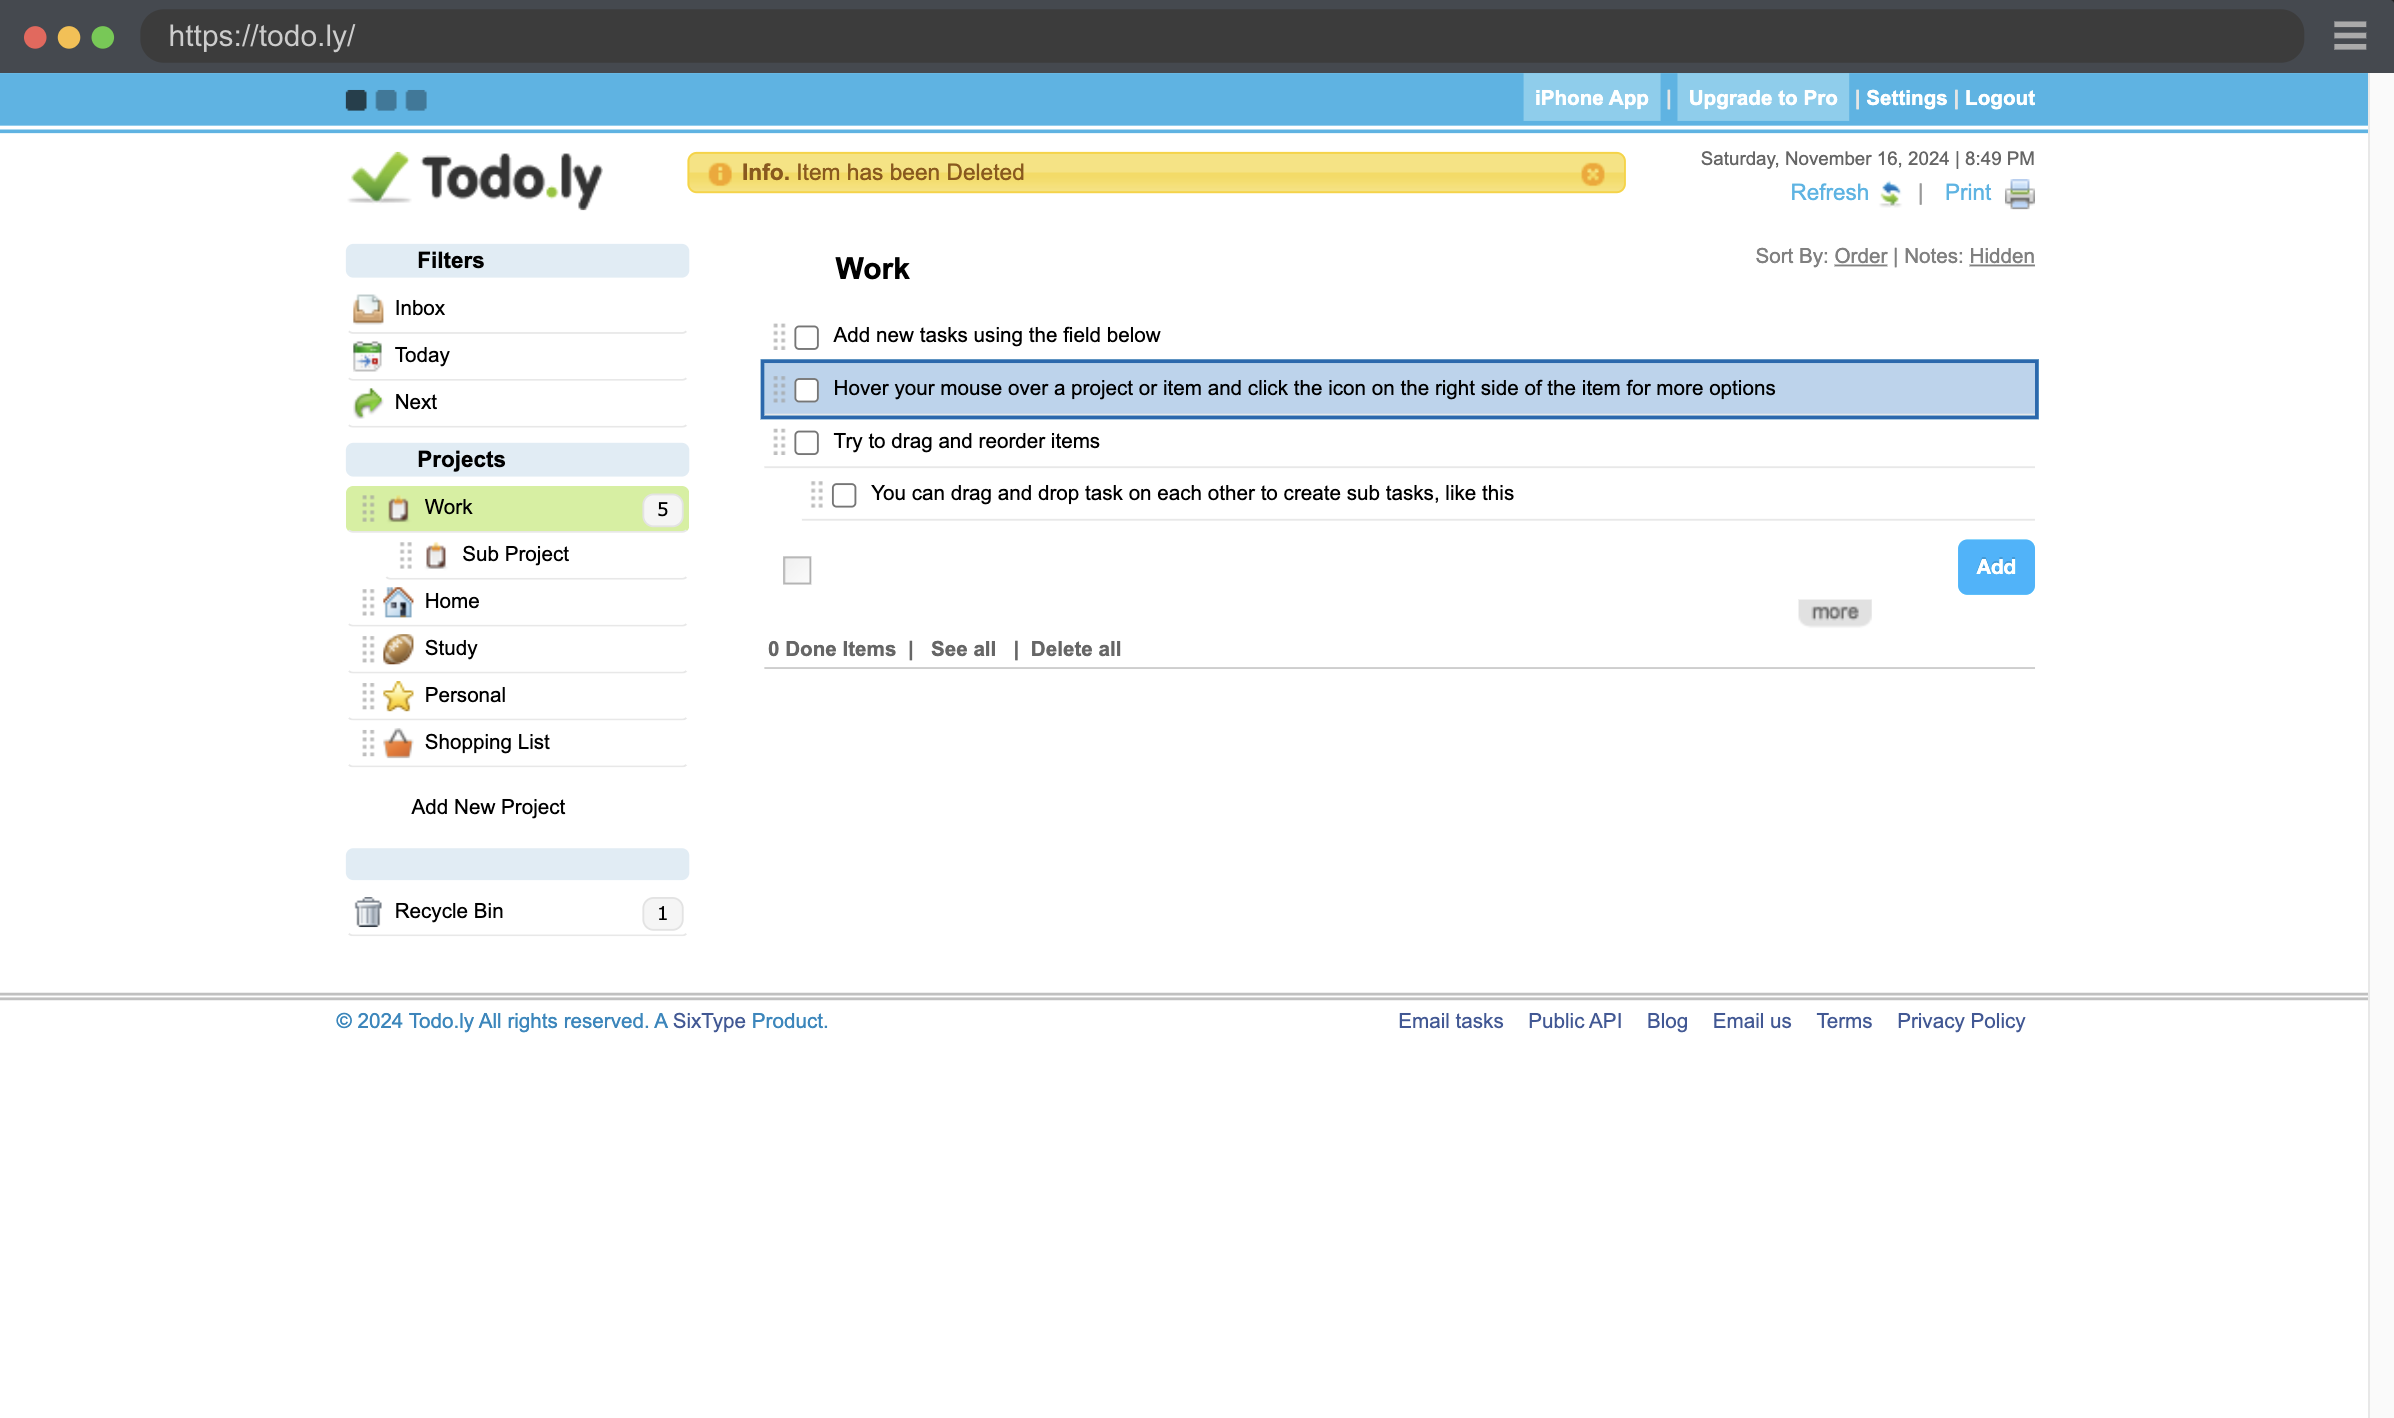 https://todo.ly/
iPhone App | Upgrade to Pro | Settings | Logout
Todo.ly
Info. Item has been Deleted
Saturday, November 16, 2024 | 8:49 PM
Refresh | Print
Filters
Inbox
Today
Next
Projects
Work 5
Sub Project
Home
Study
Personal
Shopping List
Add New Project
Recycle Bin 1
Work
Sort By: Order | Notes: Hidden
Add new tasks using the field below
Hover your mouse over a project or item and click the icon on the right side of the item for more options
Try to drag and reorder items
You can drag and drop task on each other to create sub tasks, like this
Add
more
0 Done Items | See all | Delete all
© 2024 Todo.ly All rights reserved. A SixType Product.
Email tasks Public API Blog Email us Terms Privacy Policy